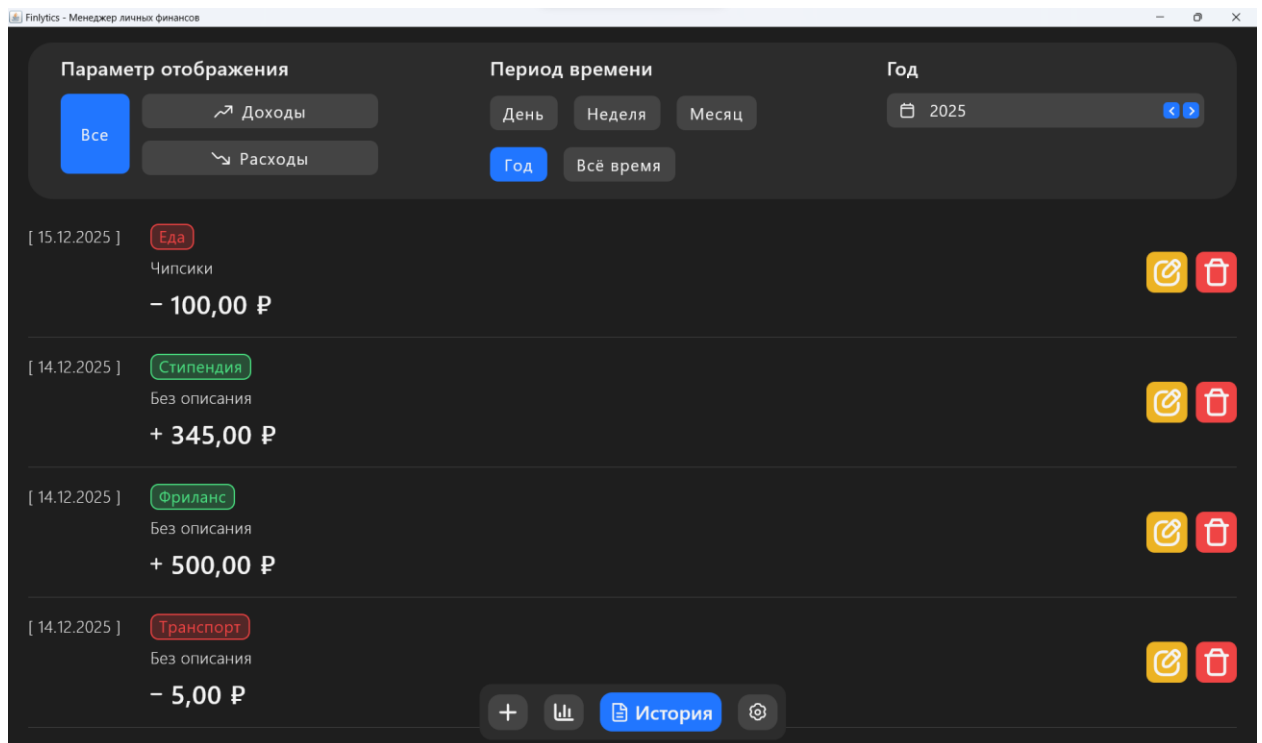 Finlytics - Менеджер личных финансов
Параметр отображения
Все
Доходы
Расходы
Период времени
День Неделя Месяц
Год Всё время
Год
2025
[ 15.12.2025 ] Еда
Чипсики
− 100,00 ₽
[ 14.12.2025 ] Стипендия
Без описания
+ 345,00 ₽
[ 14.12.2025 ] Фриланс
Без описания
+ 500,00 ₽
[ 14.12.2025 ] Транспорт
Без описания
− 5,00 ₽
История